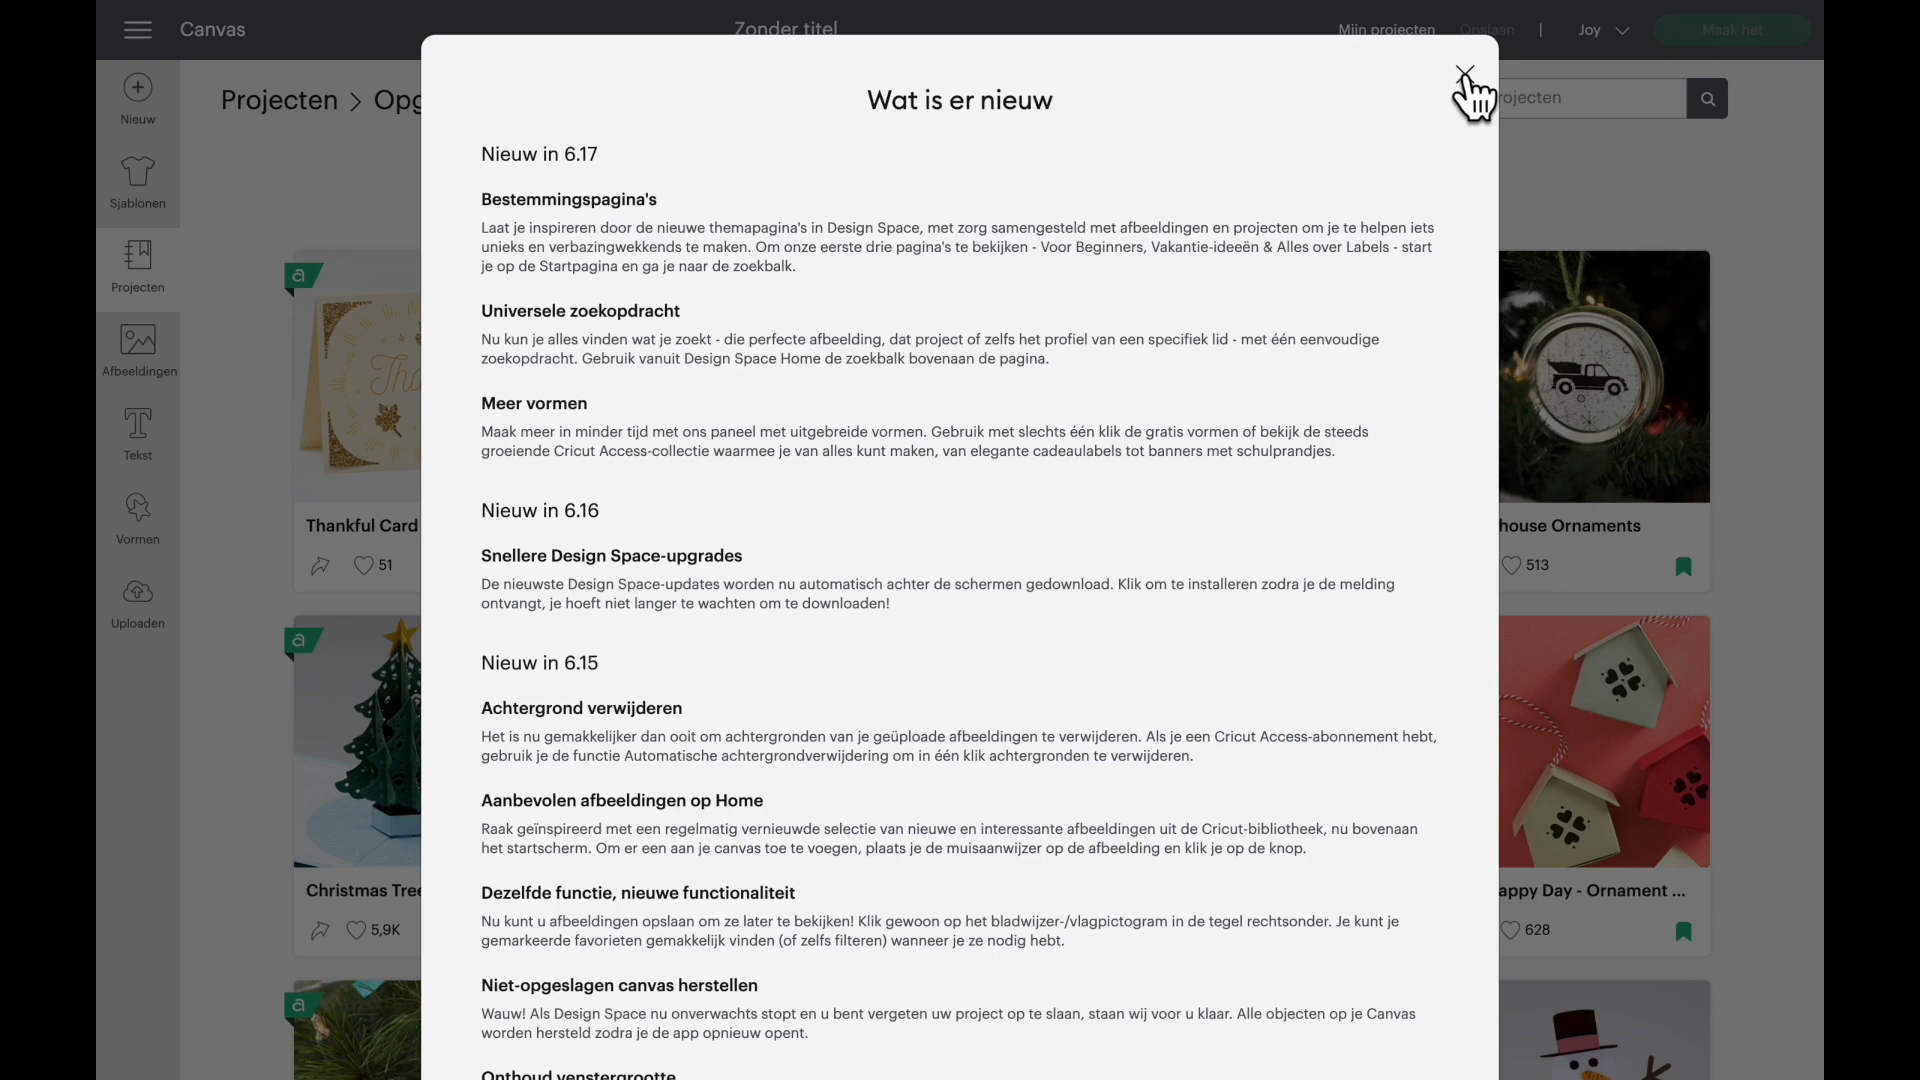 Canvas
Zonder titel
Mijn projecten
Opslaan
|
Joy
Maak het
Projecten >
Wat is er nieuw
Nieuw
Sjablonen
Projecten
Afbeeldingen
Tekst
Vormen
Uploaden
Nieuw in 6.17
Bestemmingspagina's
Laat je inspireren door de nieuwe themapagina's in Design Space, met zorg samengesteld met afbeeldingen en projecten om je te helpen iets
unieks en verbazingwekkends te maken. Om onze eerste drie pagina's te bekijken - Voor Beginners, Vakantie-ideeën & Alles over Labels - start
je op de Startpagina en ga je naar de zoekbalk.
Universele zoekopdracht
Nu kun je alles vinden wat je zoekt - die perfecte afbeelding, dat project of zelfs het profiel van een specifiek lid - met één eenvoudige
zoekopdracht. Gebruik vanuit Design Space Home de zoekbalk bovenaan de pagina.
Meer vormen
Maak meer in minder tijd met ons paneel met uitgebreide vormen. Gebruik met slechts één klik de gratis vormen of bekijk de steeds
groeiende Cricut Access-collectie waarmee je van alles kunt maken, van elegante cadeaulabels tot banners met schulprandjes.
Nieuw in 6.16
Snellere Design Space-upgrades
De nieuwste Design Space-updates worden nu automatisch achter de schermen gedownload. Klik om te installeren zodra je de melding
ontvangt, je hoeft niet langer te wachten om te downloaden!
Nieuw in 6.15
Achtergrond verwijderen
Het is nu gemakkelijker dan ooit om achtergronden van je geüploade afbeeldingen te verwijderen. Als je een Cricut Access-abonnement hebt,
gebruik je de functie Automatische achtergrondverwijdering om in één klik achtergronden te verwijderen.
Aanbevolen afbeeldingen op Home
Raak geïnspireerd met een regelmatig vernieuwde selectie van nieuwe en interessante afbeeldingen uit de Cricut-bibliotheek, nu bovenaan
het startscherm. Om er een aan je canvas toe te voegen, plaats je de muisaanwijzer op de afbeelding en klik je op de knop.
Dezelfde functie, nieuwe functionaliteit
Nu kunt u afbeeldingen opslaan om ze later te bekijken! Klik gewoon op het bladwijzer-/vlagpictogram in de tegel rechtsonder. Je kunt je
gemarkeerde favorieten gemakkelijk vinden (of zelfs filteren) wanneer je ze nodig hebt.
Niet-opgeslagen canvas herstellen
Wauw! Als Design Space nu onverwachts stopt en u bent vergeten uw project op te slaan, staan wij voor u klaar. Alle objecten op je Canvas
worden hersteld zodra je de app opnieuw opent.
Onthoud venstergrootte
a
Thankful Card
51
a
Christmas Tree
5,9K
a
house Ornaments
513
appy Day - Ornament ...
628